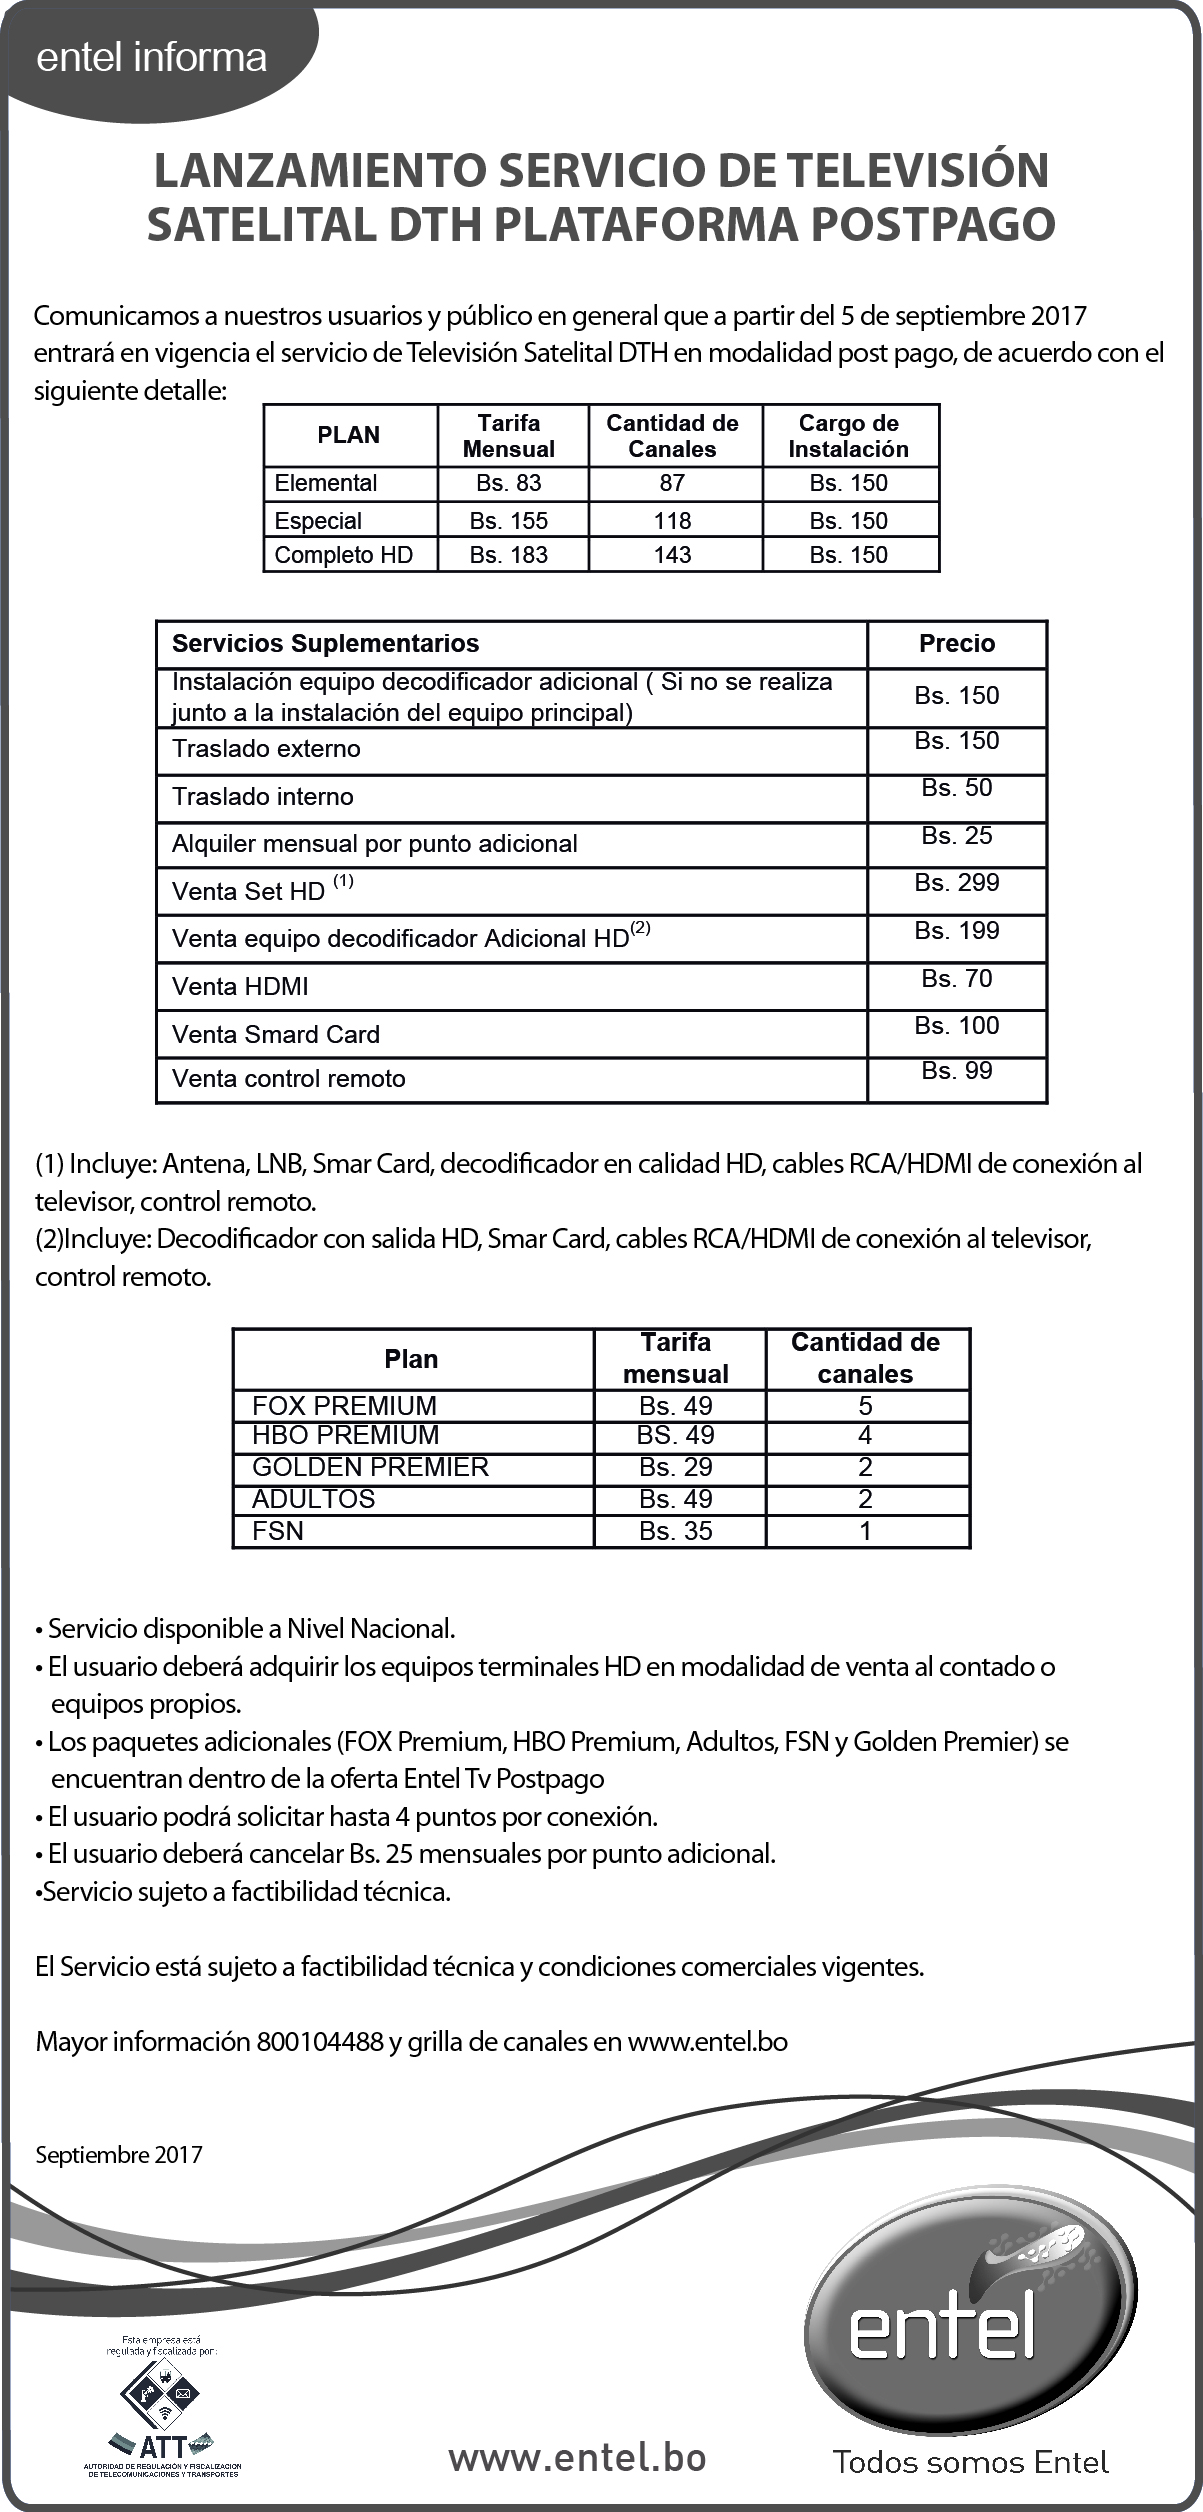 entel informa
LANZAMIENTO SERVICIO DE TELEVISIÓN
SATELITAL DTH PLATAFORMA POSTPAGO
Comunicamos a nuestros usuarios y público en general que a partir del 5 de septiembre 2017
entrará en vigencia el servicio de Televisión Satelital DTH en modalidad post pago, de acuerdo con el
siguiente detalle:
PLAN Tarifa Mensual Cantidad de Canales Cargo de Instalación
Elemental Bs. 83 87 Bs. 150
Especial Bs. 155 118 Bs. 150
Completo HD Bs. 183 143 Bs. 150
Servicios Suplementarios Precio
Instalación equipo decodificador adicional ( Si no se realiza
junto a la instalación del equipo principal) Bs. 150
Traslado externo Bs. 150
Traslado interno Bs. 50
Alquiler mensual por punto adicional Bs. 25
Venta Set HD (1) Bs. 299
Venta equipo decodificador Adicional HD(2) Bs. 199
Venta HDMI Bs. 70
Venta Smard Card Bs. 100
Venta control remoto Bs. 99
(1) Incluye: Antena, LNB, Smar Card, decodificador en calidad HD, cables RCA/HDMI de conexión al
televisor, control remoto.
(2)Incluye: Decodificador con salida HD, Smar Card, cables RCA/HDMI de conexión al televisor,
control remoto.
Plan Tarifa mensual Cantidad de canales
FOX PREMIUM Bs. 49 5
HBO PREMIUM BS. 49 4
GOLDEN PREMIER Bs. 29 2
ADULTOS Bs. 49 2
FSN Bs. 35 1
• Servicio disponible a Nivel Nacional.
• El usuario deberá adquirir los equipos terminales HD en modalidad de venta al contado o
equipos propios.
• Los paquetes adicionales (FOX Premium, HBO Premium, Adultos, FSN y Golden Premier) se
encuentran dentro de la oferta Entel Tv Postpago
• El usuario podrá solicitar hasta 4 puntos por conexión.
• El usuario deberá cancelar Bs. 25 mensuales por punto adicional.
•Servicio sujeto a factibilidad técnica.
El Servicio está sujeto a factibilidad técnica y condiciones comerciales vigentes.
Mayor información 800104488 y grilla de canales en www.entel.bo
Septiembre 2017
entel
Esta empresa está
regulada y fiscalizada por:
ATT
AUTORIDAD DE REGULACIÓN Y FISCALIZACION
DE TELECOMUNICACIONES Y TRANSPORTES
www.entel.bo
Todos somos Entel